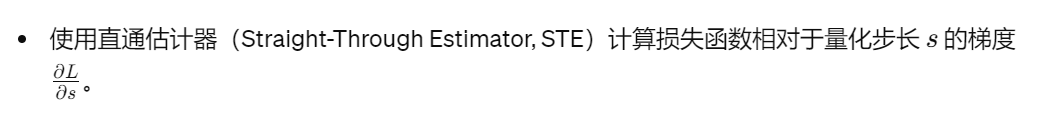 • 使用直通估计器（Straight-Through Estimator, STE）计算损失函数相对于量化步长 s 的梯度
∂L/∂s。